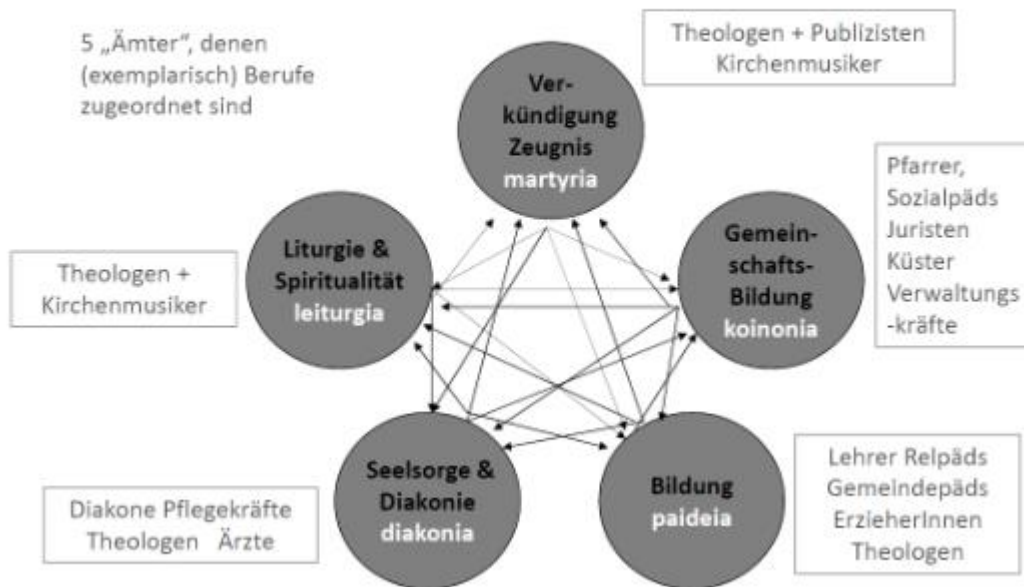 5 „Ämter“, denen
(exemplarisch) Berufe
zugeordnet sind
Theologen + Publizisten
Kirchenmusiker
Ver-
kündigung
Zeugnis
martyria
Pfarrer,
Sozialpäds
Juristen
Küster
Verwaltungs
-kräfte
Gemein-
schafts-
Bildung
koinonia
Liturgie &
Spiritualität
leiturgia
Theologen +
Kirchenmusiker
Seelsorge &
Diakonie
diakonia
Diakone Pflegekräfte
Theologen Ärzte
Bildung
paideia
Lehrer Relpäds
Gemeindepäds
ErzieherInnen
Theologen